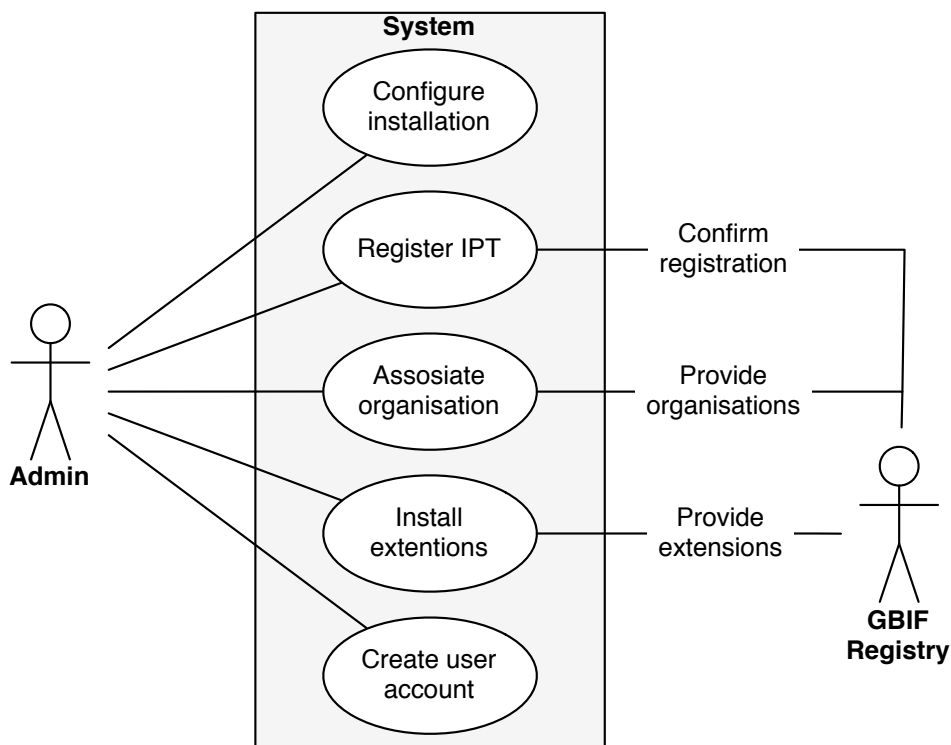 System
Configure
installation
Register IPT
Confirm
registration
Assosiate
organisation
Provide
organisations
Admin
Install
extentions
Provide
extensions
GBIF
Registry
Create user
account